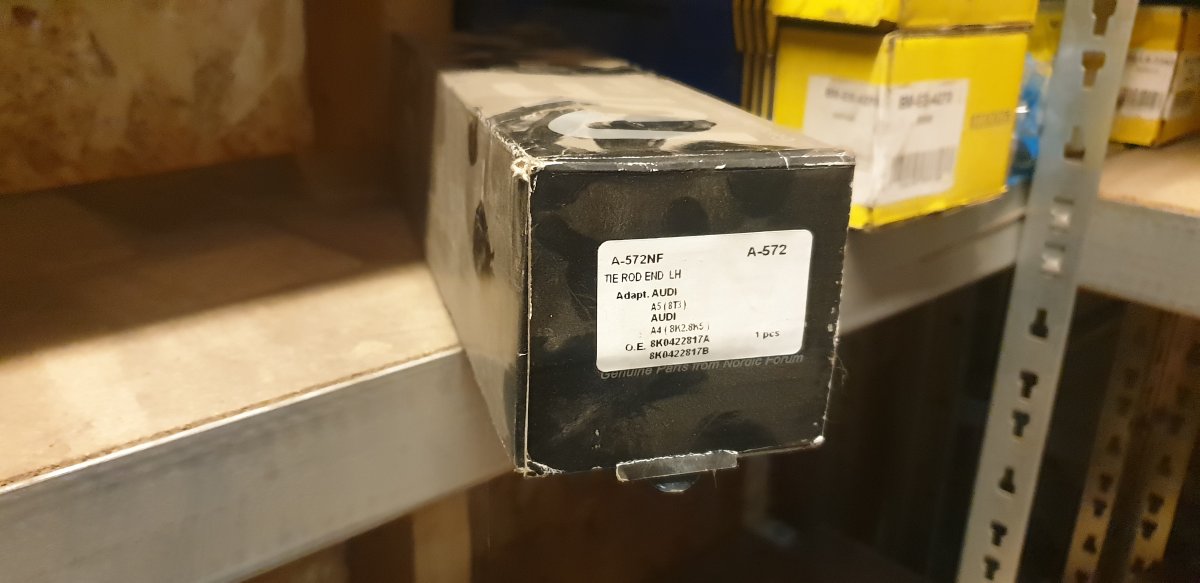 A-572NF A-572
TIE ROD END LH
Adapt. AUDI
A5 ( 8T3 )
AUDI
A4 ( 8K2.8K5 )
O.E. 8K0422817A 1 pcs
8K0422817B
Genuine Parts from Nordic Forum